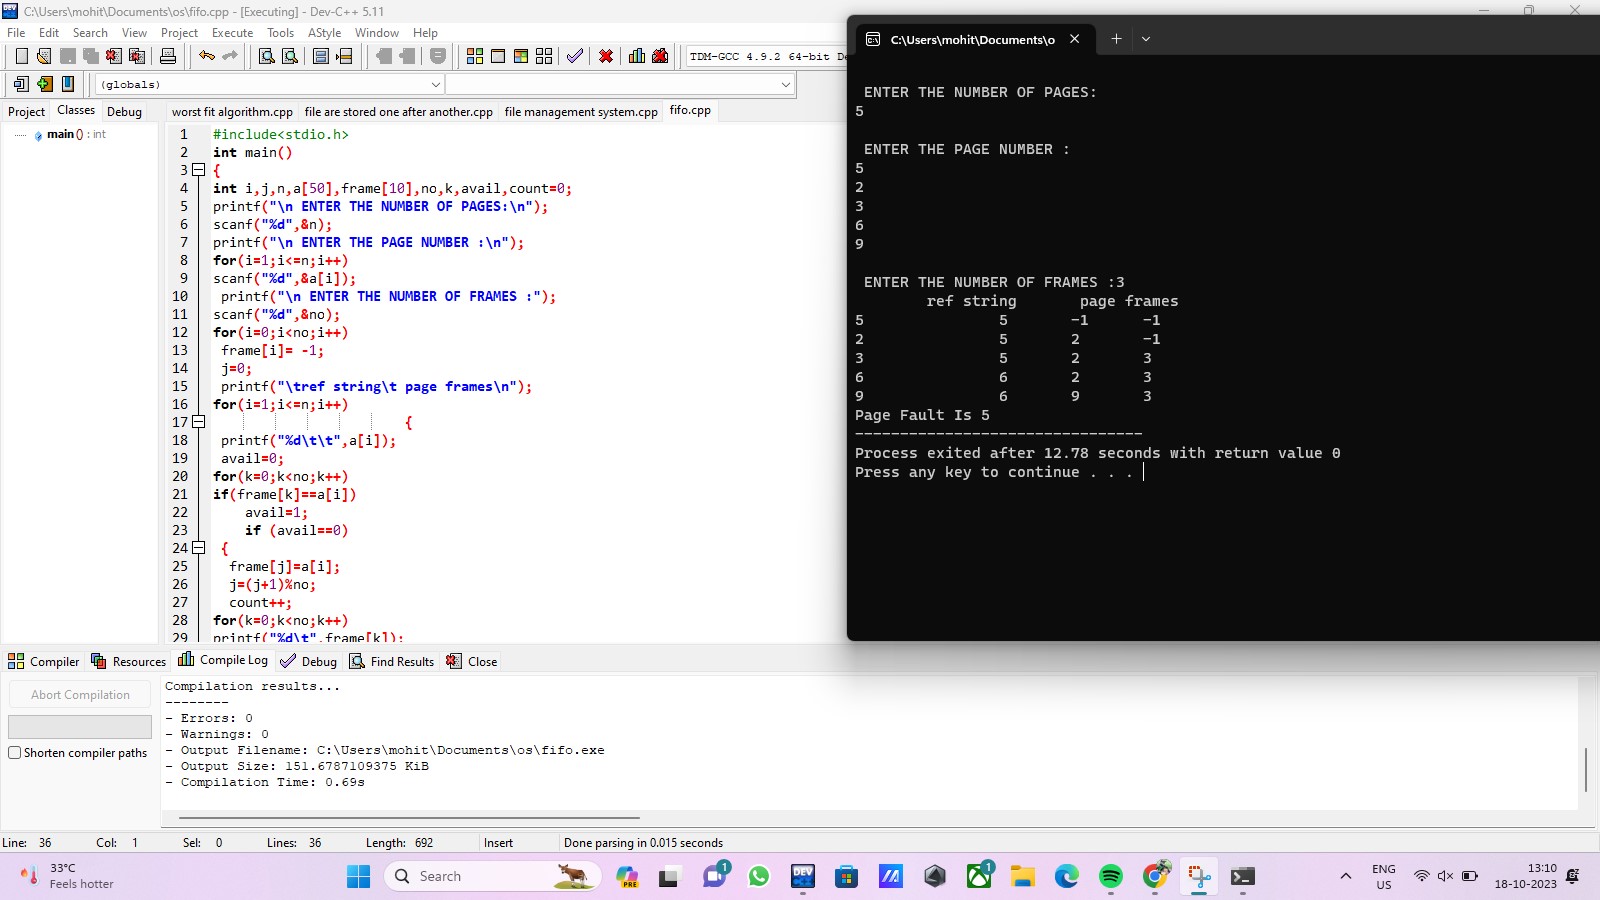 C:\Users\mohit\Documents\os\fifo.cpp - [Executing] - Dev-C++ 5.11
File Edit Search View Project Execute Tools AStyle Window Help
TDM-GCC 4.9.2 64-bit De
(globals)
Project Classes Debug
worst fit algorithm.cpp file are stored one after another.cpp file management system.cpp fifo.cpp
main () : int
1 #include<stdio.h>
2 int main()
3 {
4 int i,j,n,a[50],frame[10],no,k,avail,count=0;
5 printf("\n ENTER THE NUMBER OF PAGES:\n");
6 scanf("%d",&n);
7 printf("\n ENTER THE PAGE NUMBER :\n");
8 for(i=1;i<=n;i++)
9 scanf("%d",&a[i]);
10 printf("\n ENTER THE NUMBER OF FRAMES :");
11 scanf("%d",&no);
12 for(i=0;i<no;i++)
13 frame[i]= -1;
14 j=0;
15 printf("\tref string\t page frames\n");
16 for(i=1;i<=n;i++)
17 {
18 printf("%d\t\t",a[i]);
19 avail=0;
20 for(k=0;k<no;k++)
21 if(frame[k]==a[i])
22 avail=1;
23 if (avail==0)
24 {
25 frame[j]=a[i];
26 j=(j+1)%no;
27 count++;
28 for(k=0;k<no;k++)
29 printf("%d\t",frame[k]);
C:\Users\mohit\Documents\o
ENTER THE NUMBER OF PAGES:
5
ENTER THE PAGE NUMBER :
5
2
3
6
9
ENTER THE NUMBER OF FRAMES :3
ref string page frames
5 5 -1 -1
2 5 2 -1
3 5 2 3
6 6 2 3
9 6 9 3
Page Fault Is 5
--------------------------------
Process exited after 12.78 seconds with return value 0
Press any key to continue . . .
Compiler Resources Compile Log Debug Find Results Close
Abort Compilation
Shorten compiler paths
Compilation results...
--------
- Errors: 0
- Warnings: 0
- Output Filename: C:\Users\mohit\Documents\os\fifo.exe
- Output Size: 151.6787109375 KiB
- Compilation Time: 0.69s
Line: 36 Col: 1 Sel: 0 Lines: 36 Length: 692 Insert Done parsing in 0.015 seconds
33°C
Feels hotter
Search
PRE
1
DEV
C++
1
ENG
US
13:10
18-10-2023